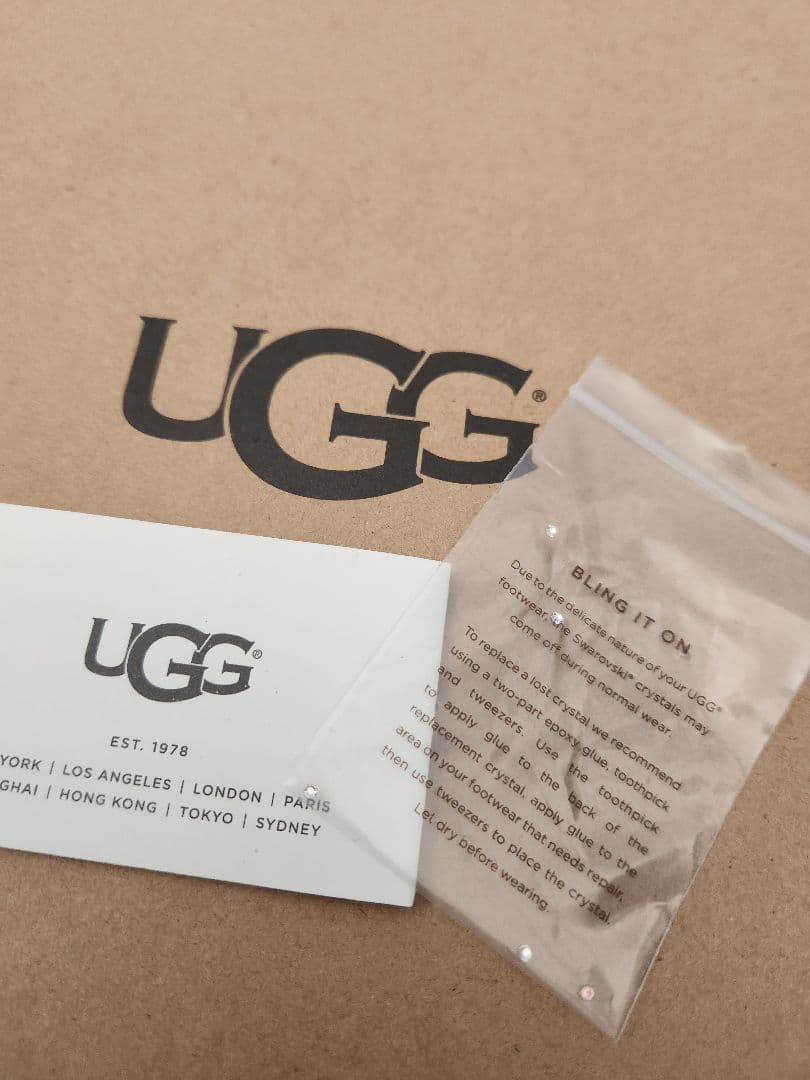 UGG®
UGG®
EST. 1978
YORK | LOS ANGELES | LONDON | PARIS
GHAI | HONG KONG | TOKYO | SYDNEY
BLING IT ON
Due to the delicate nature of your UGG®
footwear, the Swarovski® crystals may
come off during normal wear.
To replace a lost crystal we recommend
using a two-part epoxy glue, toothpick
and tweezers. Use the toothpick
to apply glue to the back of the
replacement crystal, apply glue to the
area on your footwear that needs repair,
then use tweezers to place the crystal.
Let dry before wearing.